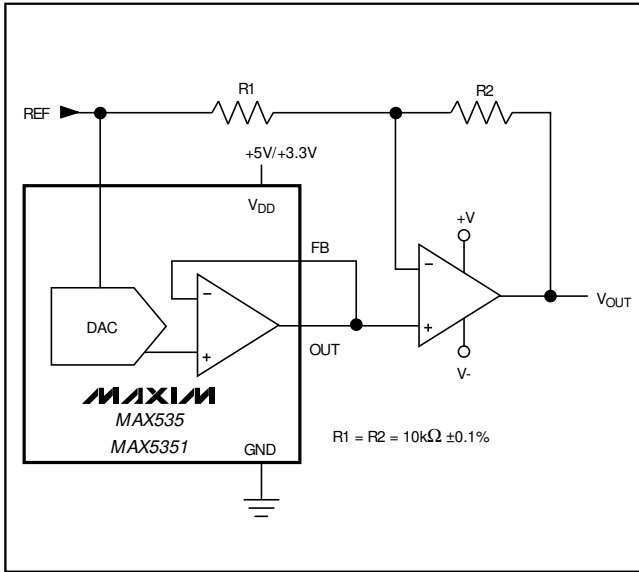 R1
R2
REF
+5V/+3.3V
VDD
+V
FB
−
−
DAC
VOUT
+
+
OUT
V-
MAXIM
MAX535
MAX5351
GND
R1 = R2 = 10kΩ ±0.1%